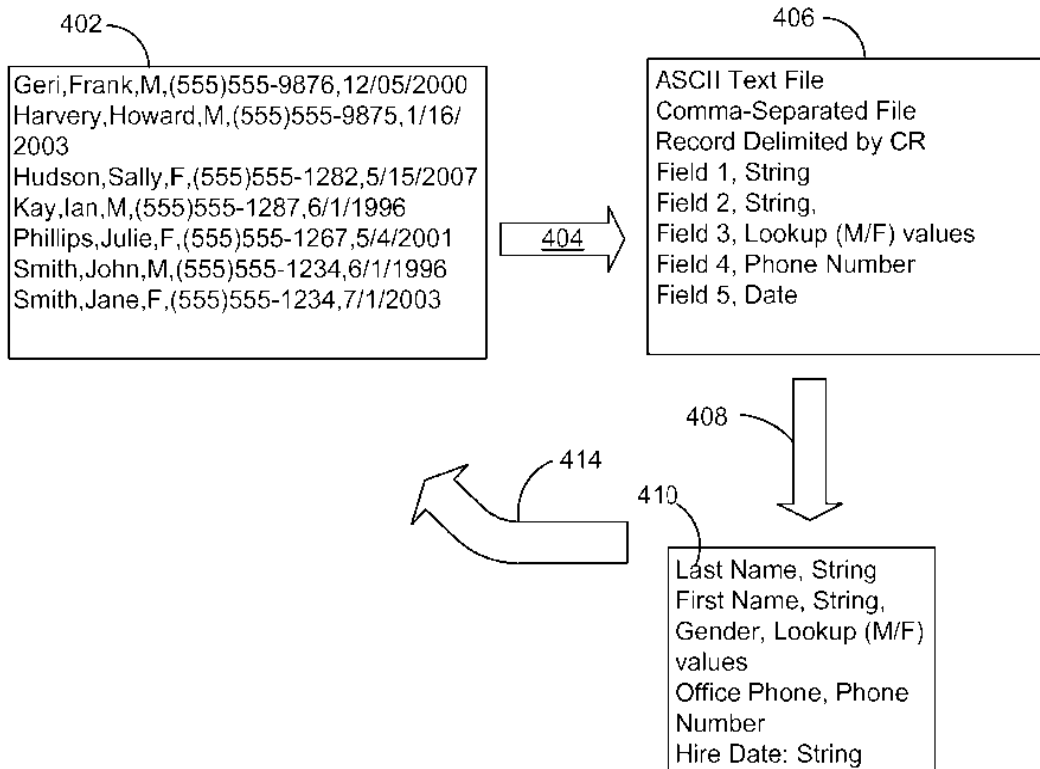 402
Geri,Frank,M,(555)555-9876,12/05/2000
Harvery,Howard,M,(555)555-9875,1/16/
2003
Hudson,Sally,F,(555)555-1282,5/15/2007
Kay,Ian,M,(555)555-1287,6/1/1996
Phillips,Julie,F,(555)555-1267,5/4/2001
Smith,John,M,(555)555-1234,6/1/1996
Smith,Jane,F,(555)555-1234,7/1/2003
404
406
ASCII Text File
Comma-Separated File
Record Delimited by CR
Field 1, String
Field 2, String,
Field 3, Lookup (M/F) values
Field 4, Phone Number
Field 5, Date
408
414
410
Last Name, String
First Name, String,
Gender, Lookup (M/F)
values
Office Phone, Phone
Number
Hire Date: String